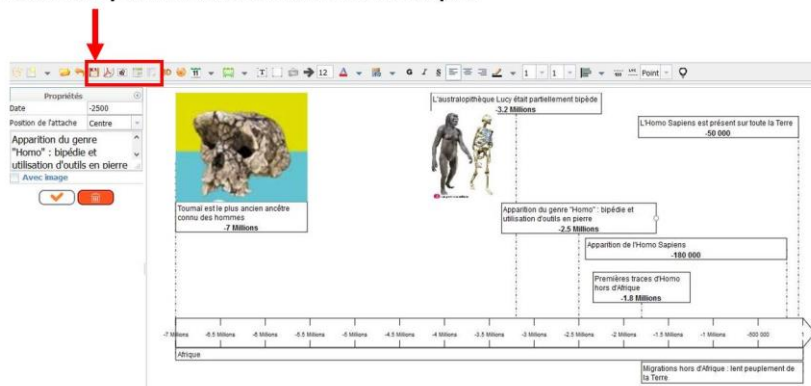 12
G I S
1
1
Point
Propriétés
Date -2500
Position de l'attache Centre
Apparition du genre
"Homo" : bipédie et
utilisation d'outils en pierre
Avec image
Toumaï est le plus ancien ancêtre
connu des hommes
-7 Millions
L'australopithèque Lucy était partiellement bipède
-3.2 Millions
L'Homo Sapiens est présent sur toute la Terre
-50 000
Apparition du genre "Homo" : bipédie et
utilisation d'outils en pierre
-2.5 Millions
Apparition de l'Homo Sapiens
-180 000
Premières traces d'Homo
hors d'Afrique
-1.8 Millions
-7 Millions -6.5 Millions -6 Millions -5.5 Millions -5 Millions -4.5 Millions -4 Millions -3.5 Millions -3 Millions -2.5 Millions -2 Millions -1.5 Millions -1 Millions -500 000
Afrique
Migrations hors d'Afrique : lent peuplement de
la Terre